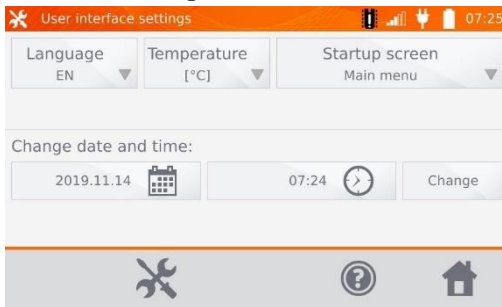 User interface settings 07:25
Language Temperature Startup screen
EN [°C] Main menu
Change date and time:
2019.11.14 07:24 Change